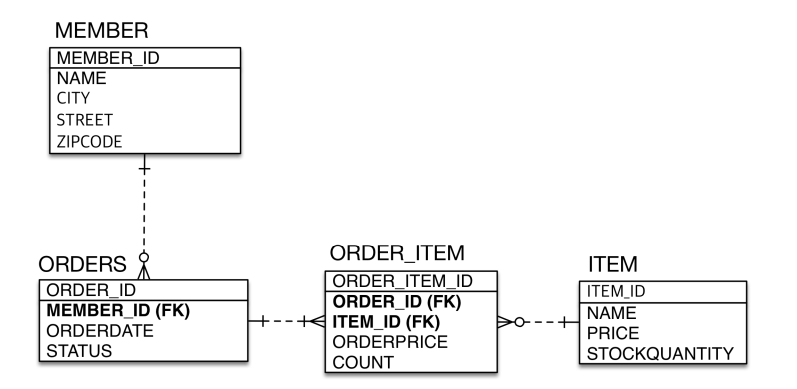 MEMBER
MEMBER_ID
NAME
CITY
STREET
ZIPCODE
ORDERS
ORDER_ID
MEMBER_ID (FK)
ORDERDATE
STATUS
ORDER_ITEM
ORDER_ITEM_ID
ORDER_ID (FK)
ITEM_ID (FK)
ORDERPRICE
COUNT
ITEM
ITEM_ID
NAME
PRICE
STOCKQUANTITY